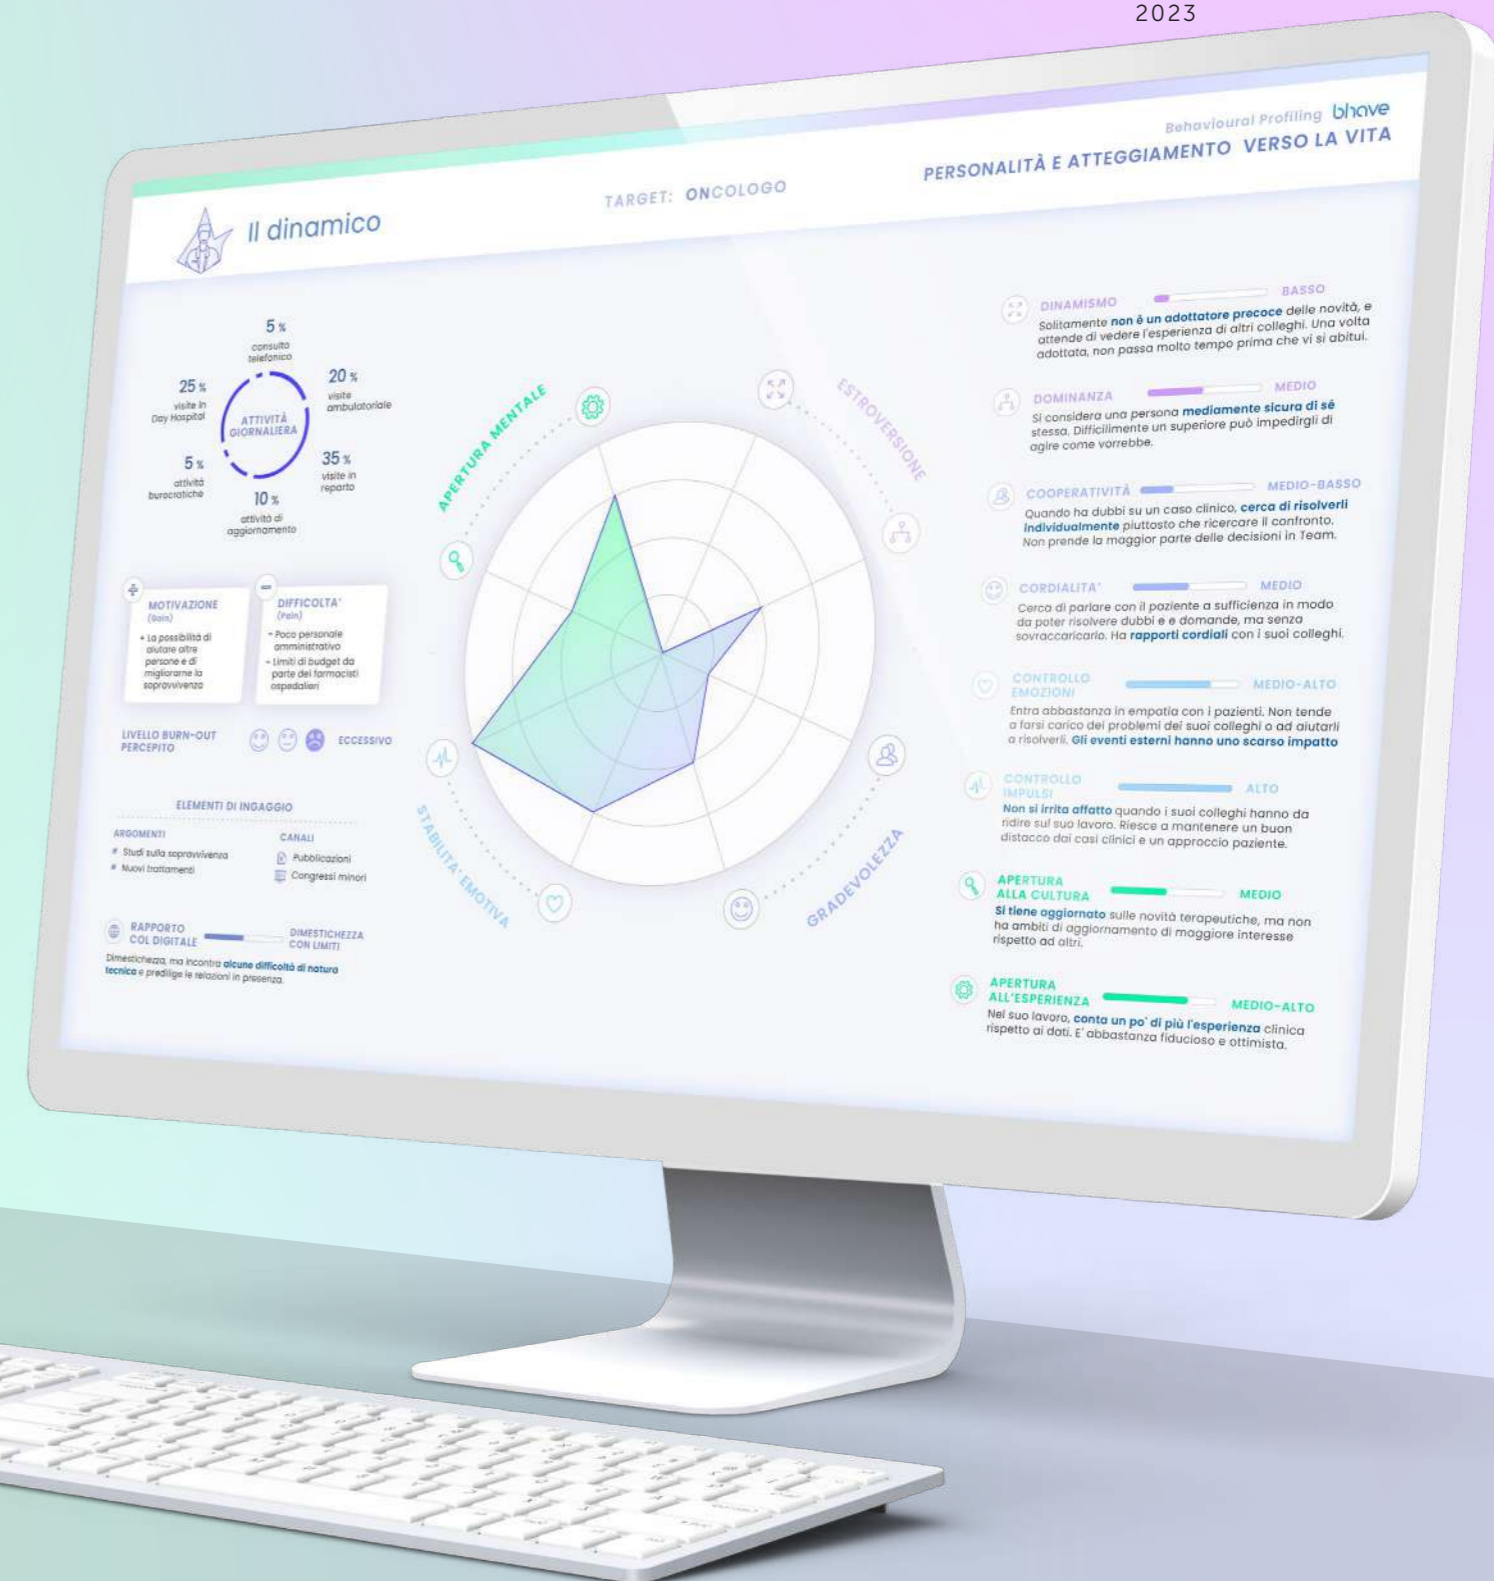 2023
Behavioural Profiling bhave
PERSONALITÀ E ATTEGGIAMENTO VERSO LA VITA
TARGET: ONCOLOGO
Il dinamico
5 %
consulto
telefonico
20 %
visite
ambulatoriale
35 %
visite in
reparto
10 %
attività di
aggiornamento
5 %
attività
burocratiche
25 %
visite in
Day Hospital
ATTIVITÀ
GIORNALIERA
MOTIVAZIONE
(Gain)
+ La possibilità di
aiutare altre
persone e di
migliorarne la
sopravvivenza
DIFFICOLTA'
(Pain)
- Poco personale
amministrativo
- Limiti di budget da
parte dei farmacisti
ospedalieri
LIVELLO BURN-OUT
PERCEPITO
ECCESSIVO
ELEMENTI DI INGAGGIO
ARGOMENTI
# Studi sulla sopravvivenza
# Nuovi trattamenti
CANALI
Pubblicazioni
Congressi minori
RAPPORTO
COL DIGITALE
DIMESTICHEZZA
CON LIMITI
Dimestichezza, ma incontra alcune difficoltà di natura
tecnica e predilige le relazioni in presenza.
APERTURA MENTALE
ESTROVERSIONE
GRADEVOLEZZA
STABILITA' EMOTIVA
DINAMISMO BASSO
Solitamente non è un adottatore precoce delle novità, e
attende di vedere l'esperienza di altri colleghi. Una volta
adottata, non passa molto tempo prima che vi si abitui.
DOMINANZA MEDIO
Si considera una persona mediamente sicura di sé
stessa. Difficilmente un superiore può impedirgli di
agire come vorrebbe.
COOPERATIVITÀ MEDIO-BASSO
Quando ha dubbi su un caso clinico, cerca di risolverli
individualmente piuttosto che ricercare il confronto.
Non prende la maggior parte delle decisioni in Team.
CORDIALITA' MEDIO
Cerca di parlare con il paziente a sufficienza in modo
da poter risolvere dubbi e e domande, ma senza
sovraccaricarlo. Ha rapporti cordiali con i suoi colleghi.
CONTROLLO
EMOZIONI MEDIO-ALTO
Entra abbastanza in empatia con i pazienti. Non tende
a farsi carico dei problemi dei suoi colleghi o ad aiutarli
a risolverli. Gli eventi esterni hanno uno scarso impatto
CONTROLLO
IMPULSI ALTO
Non si irrita affatto quando i suoi colleghi hanno da
ridire sul suo lavoro. Riesce a mantenere un buon
distacco dai casi clinici e un approccio paziente.
APERTURA
ALLA CULTURA MEDIO
Si tiene aggiornato sulle novità terapeutiche, ma non
ha ambiti di aggiornamento di maggiore interesse
rispetto ad altri.
APERTURA
ALL'ESPERIENZA MEDIO-ALTO
Nel suo lavoro, conta un po' di più l'esperienza clinica
rispetto ai dati. E' abbastanza fiducioso e ottimista.